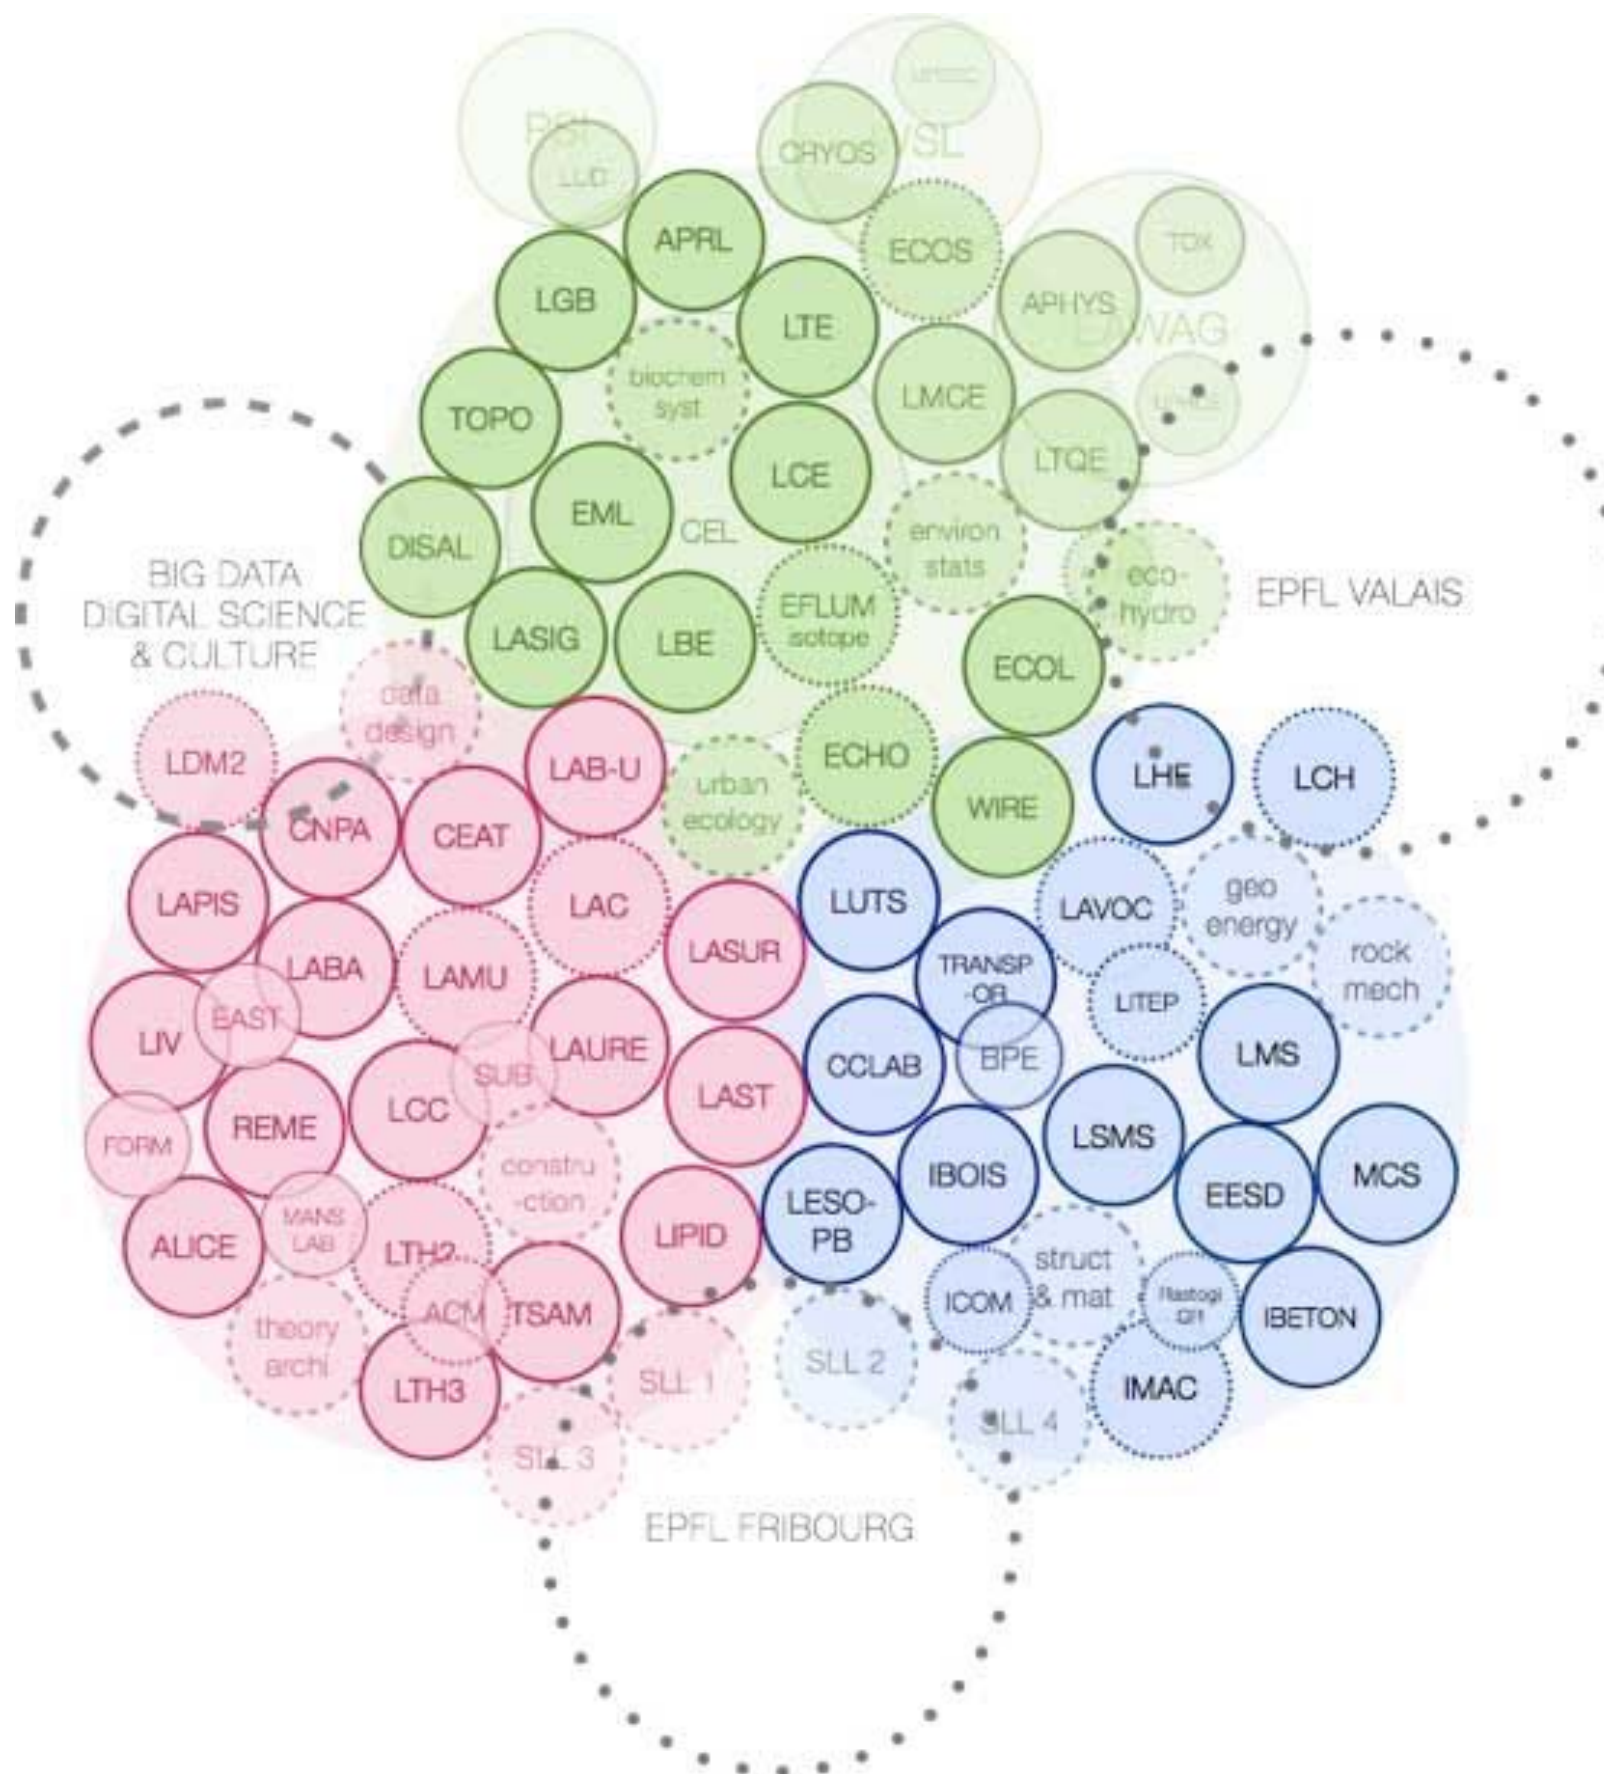 PSI
LUD
CRYOS
WSL
APRL
ECOS
TOX
LGB
APHYS
LTE
EAWAG
biochem
syst
LMCE
TOPO
LTQE
LCE
EML
CEL
environ
stats
DISAL
BIG DATA
DIGITAL SCIENCE
& CULTURE
eco-
hydro
EPFL VALAIS
EFLUM
isotope
LASIG
LBE
ECOL
data
design
LDM2
LAB-U
ECHO
LHE
LCH
urban
ecology
WIRE
CNPA
CEAT
LAPIS
LAC
LUTS
LAVOC
geo
energy
LASUR
LABA
LAMU
TRANSP
-OR
rock
mech
LITEP
EAST
LIV
SUB
LAURE
CCLAB
BPE
LMS
LCC
LAST
REME
FORM
LSMS
constru
-ction
IBOIS
MCS
EESD
MANS
LAB
LESO-
PB
ALICE
LTH2
LIPID
struct
& mat
ACM
TSAM
ICOM
IBETON
theory
archi
LTH3
SLL 1
SLL 2
IMAC
SLL 3
SLL 4
EPFL FRIBOURG